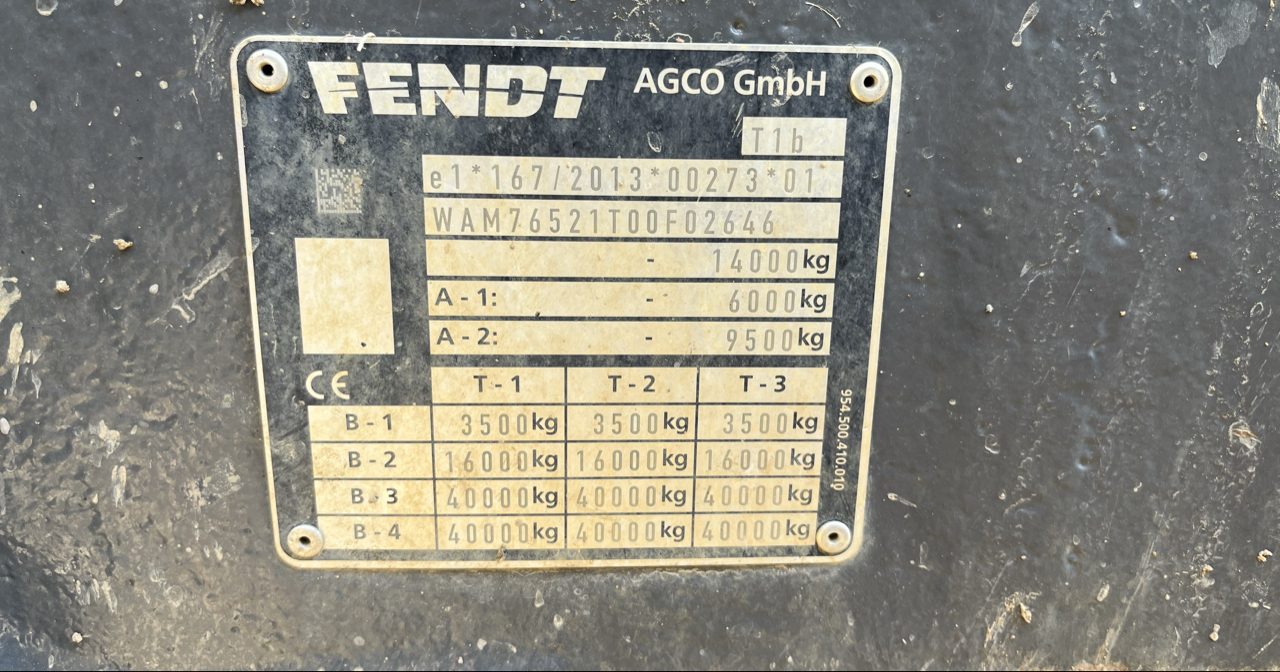 FENDT AGCO GmbH
T1b
e1*167/2013*00273*01
WAM76521T00F02646
- 14000kg
A - 1: - 6000kg
A - 2: - 9500kg
CE T - 1 T - 2 T - 3
B - 1 3500kg 3500kg 3500kg
B - 2 16000kg 16000kg 16000kg
B - 3 40000kg 40000kg 40000kg
B - 4 40000kg 40000kg 40000kg
954.500.410.010